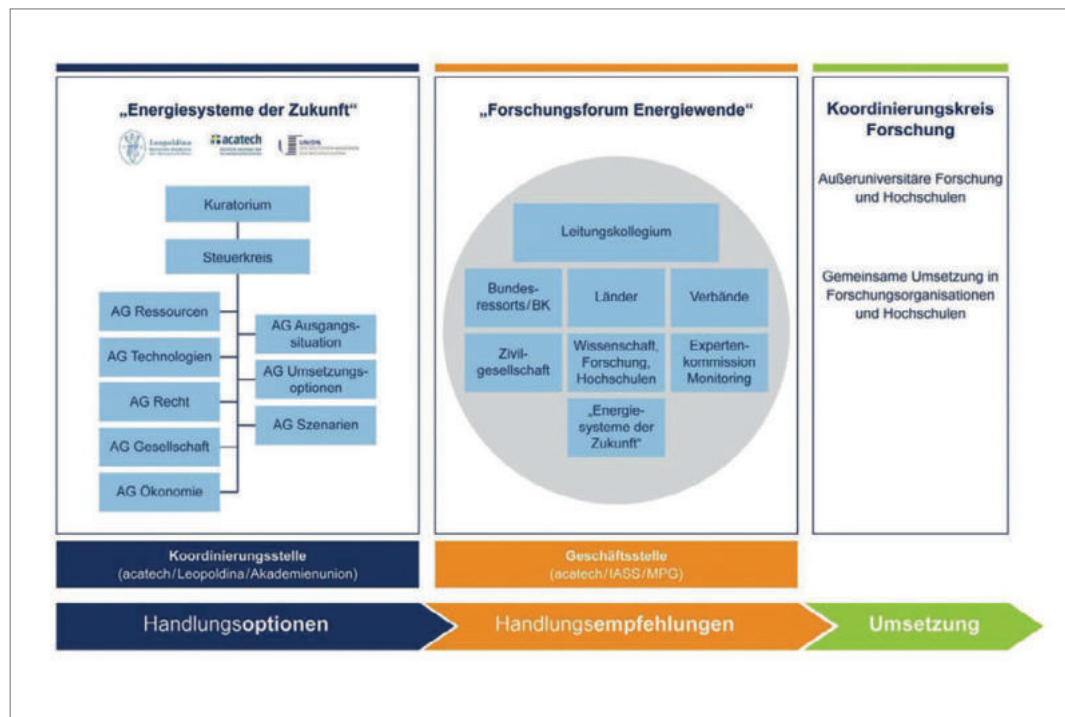 „Energiesysteme der Zukunft“
Leopoldina
acatech
UNION
Kuratorium
Steuerkreis
AG Ressourcen
AG Technologien
AG Recht
AG Gesellschaft
AG Ökonomie
AG Ausgangs-
situation
AG Umsetzungs-
optionen
AG Szenarien
Koordinierungsstelle
(acatech/Leopoldina/Akademienunion)
Handlungsoptionen
„Forschungsforum Energiewende“
Leitungskollegium
Bundes-
ressorts/BK
Länder
Verbände
Zivil-
gesellschaft
Wissenschaft,
Forschung,
Hochschulen
Experten-
kommission
Monitoring
„Energie-
systeme der
Zukunft“
Geschäftsstelle
(acatech/IASS/MPG)
Handlungsempfehlungen
Koordinierungskreis
Forschung
Außeruniversitäre Forschung
und Hochschulen
Gemeinsame Umsetzung in
Forschungsorganisationen
und Hochschulen
Umsetzung